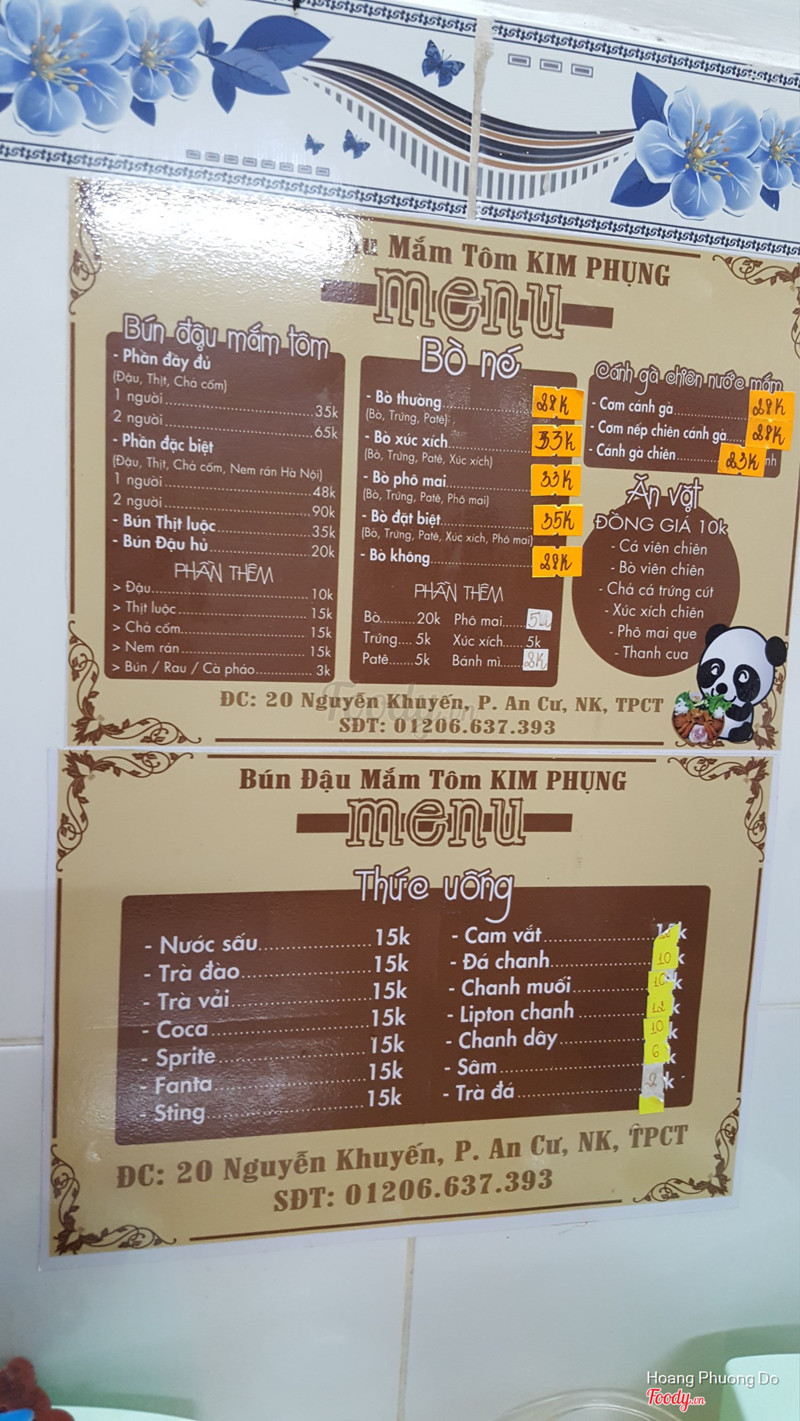 Mắm Tôm KIM PHỤNG
menu
Bún đậu mắm tôm
- Phần đầy đủ
(Đậu, Thịt, Chả cốm)
1 người 35k
2 người 65k
- Phần đặc biệt
(Đậu, Thịt, Chả cốm, Nem rán Hà Nội)
1 người 48k
2 người 90k
- Bún Thịt luộc 35k
- Bún Đậu hủ 20k
PHẦN THÊM
> Đậu 10k
> Thịt luộc 15k
> Chả cốm 15k
> Nem rán 15k
> Bún / Rau / Cà pháo 3k
Bò né
- Bò thường 28K
(Bò, Trứng, Patê)
- Bò xúc xích 33K
(Bò, Trứng, Patê, Xúc xích)
- Bò phô mai 33K
(Bò, Trứng, Patê, Phô mai)
- Bò đặt biệt 35K
(Bò, Trứng, Patê, Xúc xích, Phô mai)
- Bò không 28K
PHẦN THÊM
Bò 20k Phô mai
Trứng 5k Xúc xích 5k
Patê 5k Bánh mì
Cánh gà chiên nước mắm
- Cơm cánh gà 28K
- Cơm nếp chiên cánh gà 28K
- Cánh gà chiên 23K
Ăn vặt
ĐỒNG GIÁ 10k
- Cá viên chiên
- Bò viên chiên
- Chả cá trứng cút
- Xúc xích chiên
- Phô mai que
- Thanh cua
ĐC: 20 Nguyễn Khuyến, P. An Cư, NK, TPCT
SĐT: 01206.637.393
Foody.vn
Bún Đậu Mắm Tôm KIM PHỤNG
menu
Thức uống
- Nước sấu 15k
- Trà đào 15k
- Trà vải 15k
- Coca 15k
- Sprite 15k
- Fanta 15k
- Sting 15k
- Cam vắt
- Đá chanh 10k
- Chanh muối 10k
- Lipton chanh 12k
- Chanh dây 10k
- Sâm 6k
- Trà đá 2k
ĐC: 20 Nguyễn Khuyến, P. An Cư, NK, TPCT
SĐT: 01206.637.393
Hoang Phuong Do
Foody.vn